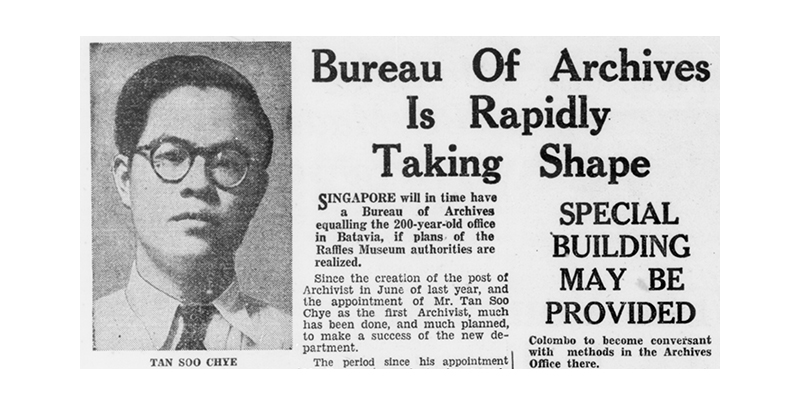 Bureau Of Archives
Is Rapidly
Taking Shape
SINGAPORE will in time have
a Bureau of Archives
equalling the 200-year-old office
in Batavia, if plans of the
Raffles Museum authorities are
realized.
Since the creation of the post of
Archivist in June of last year, and
the appointment of Mr. Tan Soo
Chye as the first Archivist, much
has been done, and much planned,
to make a success of the new de-
partment.
The period since his appointment
SPECIAL
BUILDING
MAY BE
PROVIDED
Colombo to become conversant
with methods in the Archives
Office there.
TAN SOO CHYE